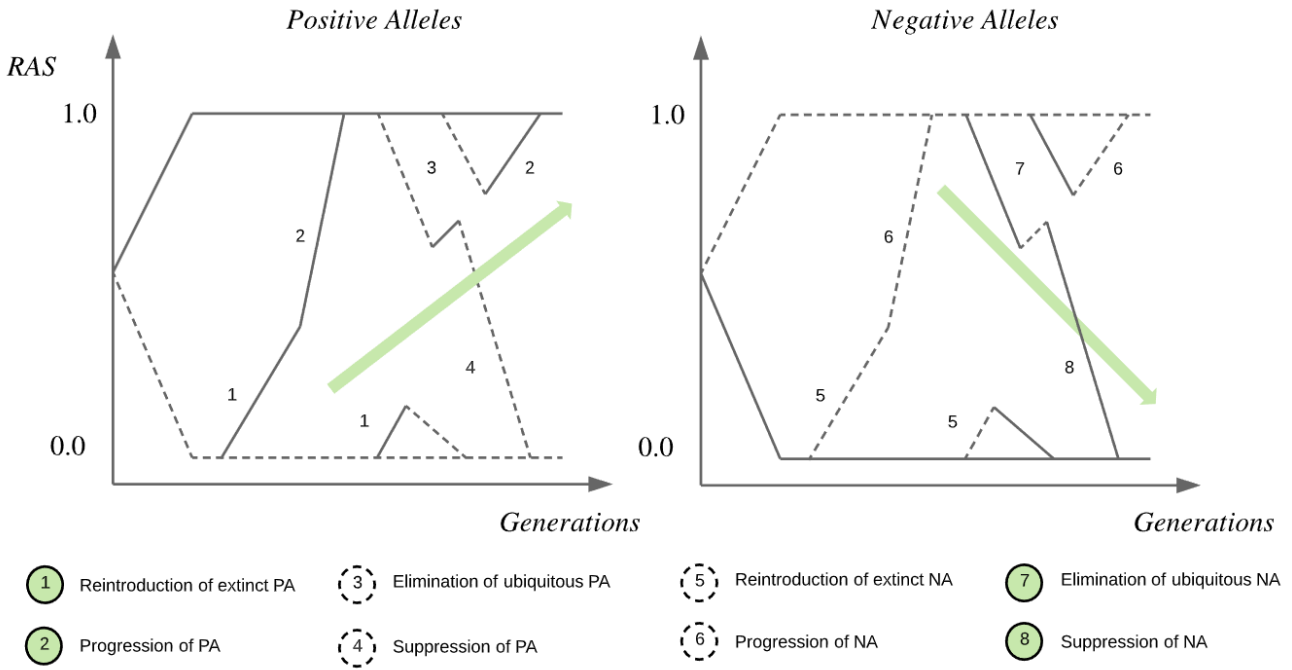 Positive Alleles
Negative Alleles
RAS
1.0
1.0
3
2
7
6
2
6
4
8
1
5
1
5
0.0
0.0
Generations
Generations
1 Reintroduction of extinct PA
3 Elimination of ubiquitous PA
5 Reintroduction of extinct NA
7 Elimination of ubiquitous NA
2 Progression of PA
4 Suppression of PA
6 Progression of NA
8 Suppression of NA